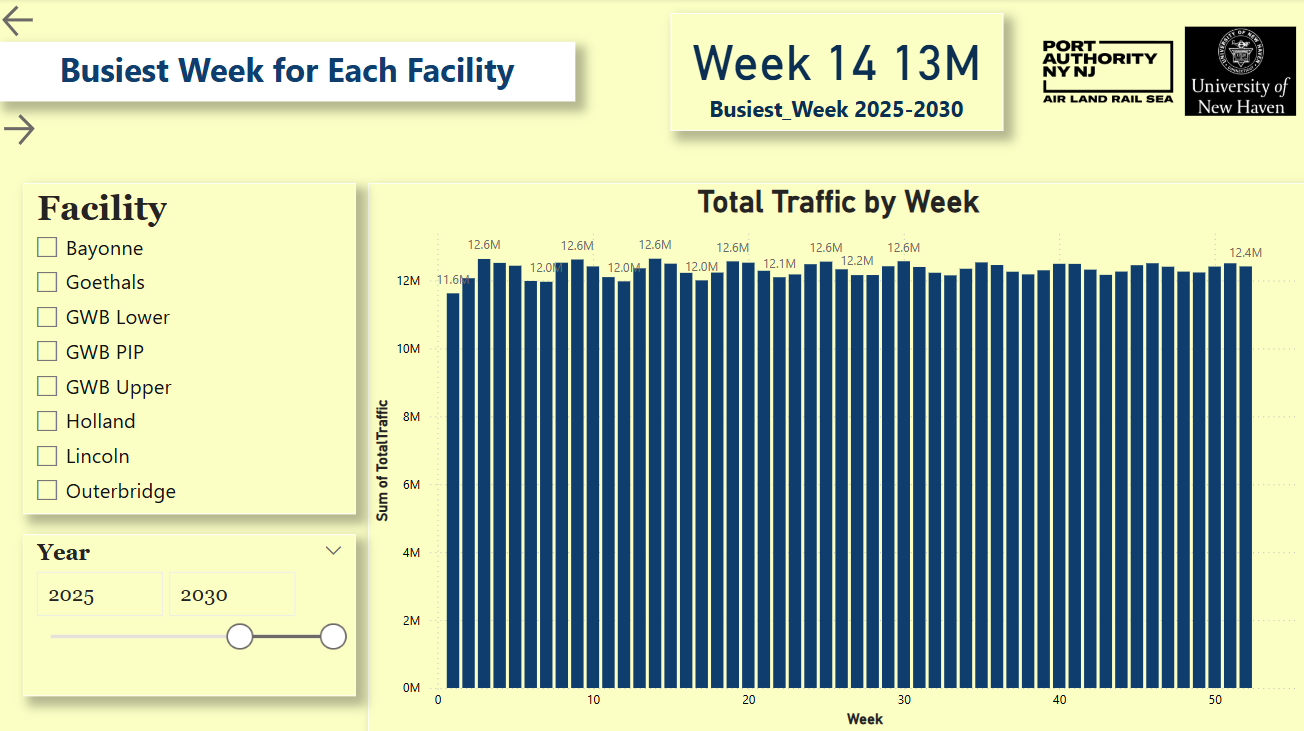 Busiest Week for Each Facility
Week 14 13M
Busiest_Week 2025-2030
PORT
AUTHORITY
NY NJ
AIR LAND RAIL SEA
University of
New Haven
Facility
Bayonne
Goethals
GWB Lower
GWB PIP
GWB Upper
Holland
Lincoln
Outerbridge
Year
2025 2030
Total Traffic by Week
12.6M 12.6M 12.6M 12.6M 12.6M 12.6M 12.4M
11.6M 12.0M 12.0M 12.0M 12.1M 12.2M
12M
10M
8M
6M
4M
2M
0M
Sum of TotalTraffic
0 10 20 30 40 50
Week